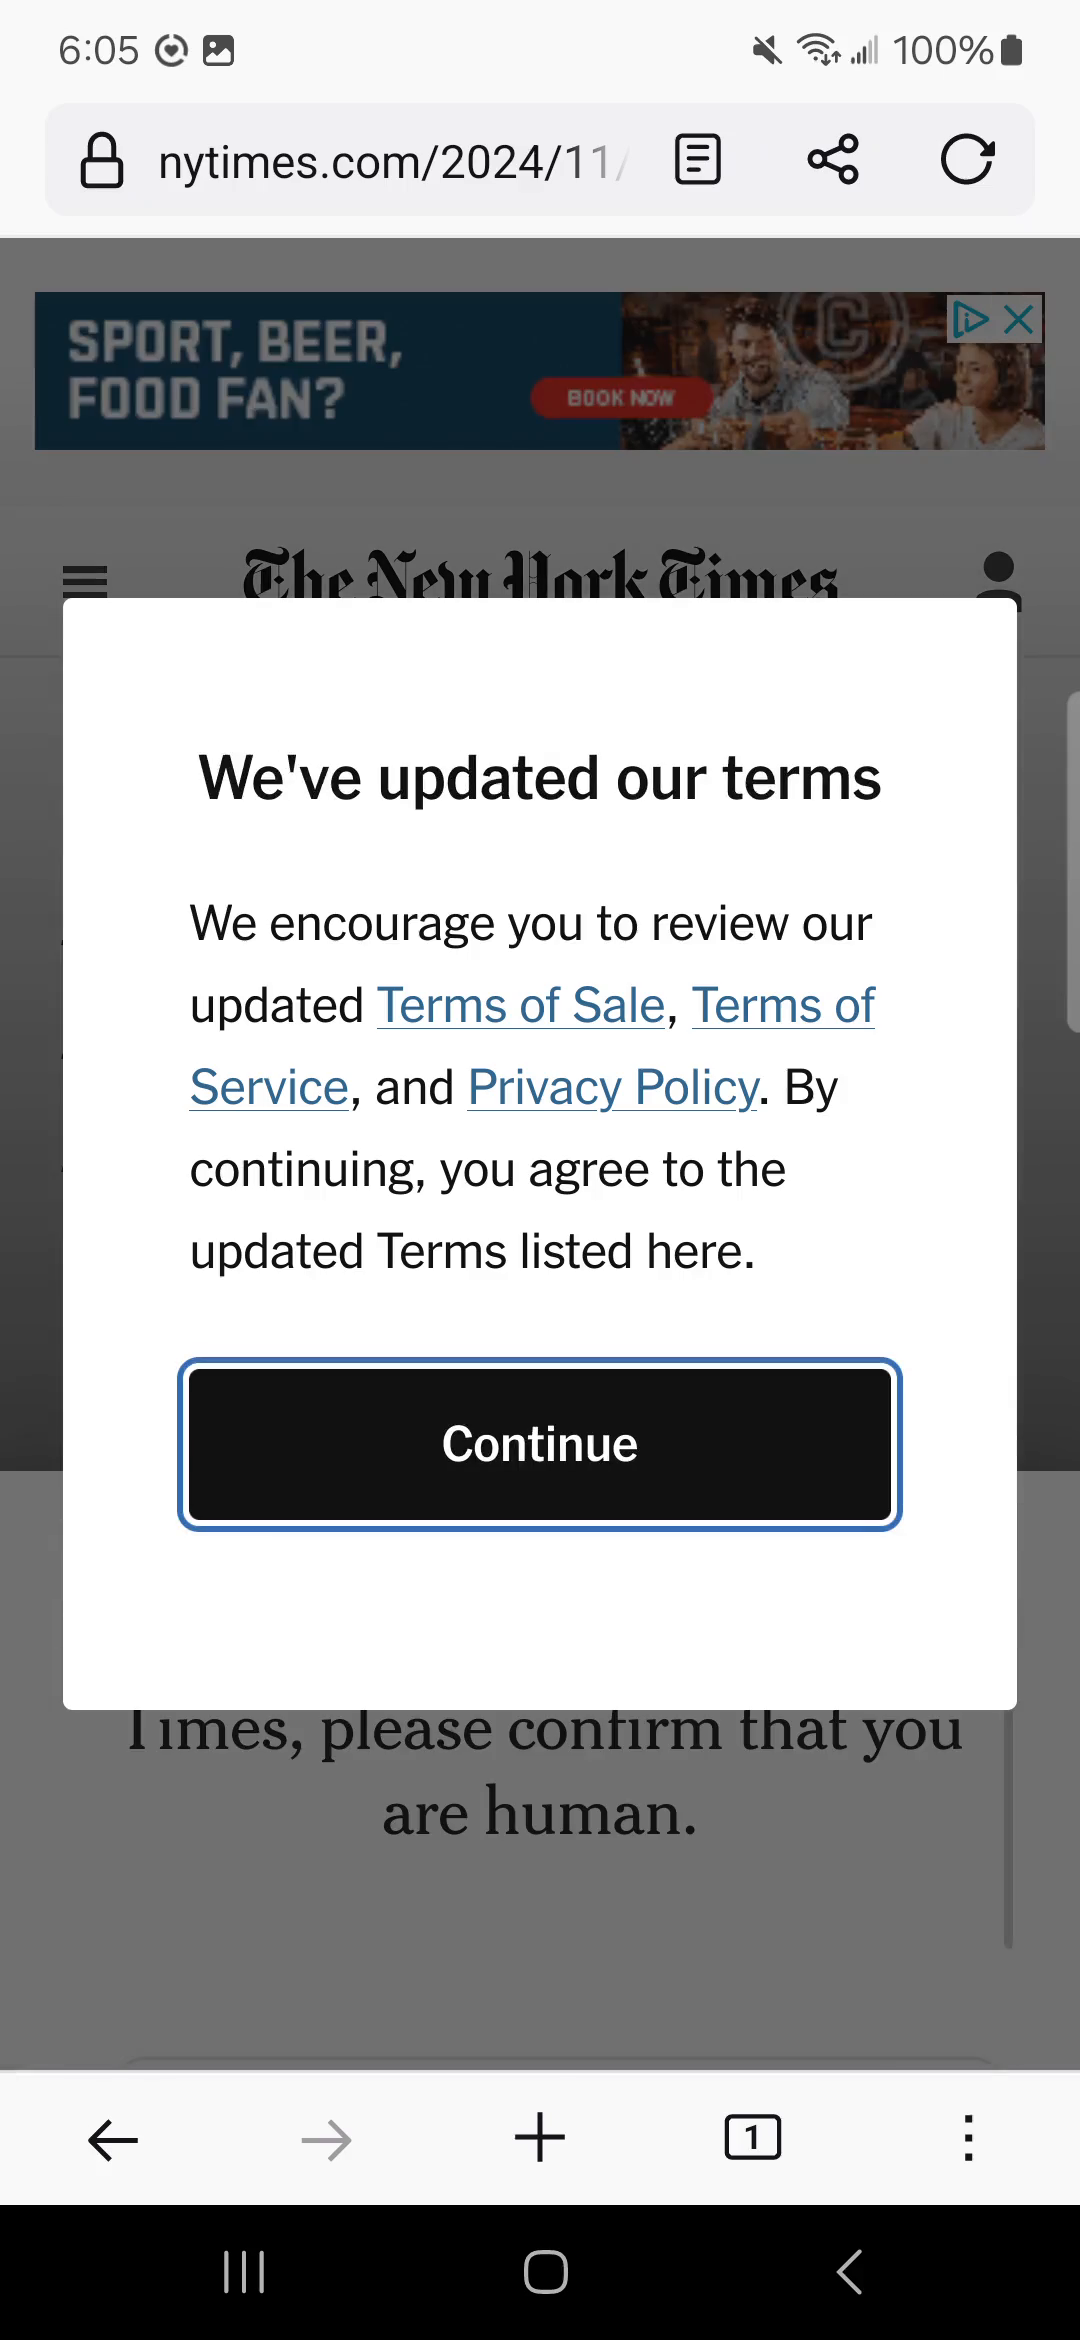 6:05 100%
nytimes.com/2024/11/
SPORT, BEER,
FOOD FAN?
BOOK NOW
C
The New York Times
We've updated our terms
We encourage you to review our
updated Terms of Sale, Terms of
Service, and Privacy Policy. By
continuing, you agree to the
updated Terms listed here.
Continue
Times, please confirm that you
are human.
1